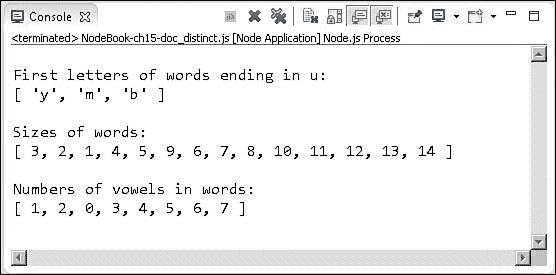 Console
<terminated> NodeBook-ch15-doc_distinct.js [Node Application] Node.js Process
First letters of words ending in u:
[ 'y', 'm', 'b' ]
Sizes of words:
[ 3, 2, 1, 4, 5, 9, 6, 7, 8, 10, 11, 12, 13, 14 ]
Numbers of vowels in words:
[ 1, 2, 0, 3, 4, 5, 6, 7 ]